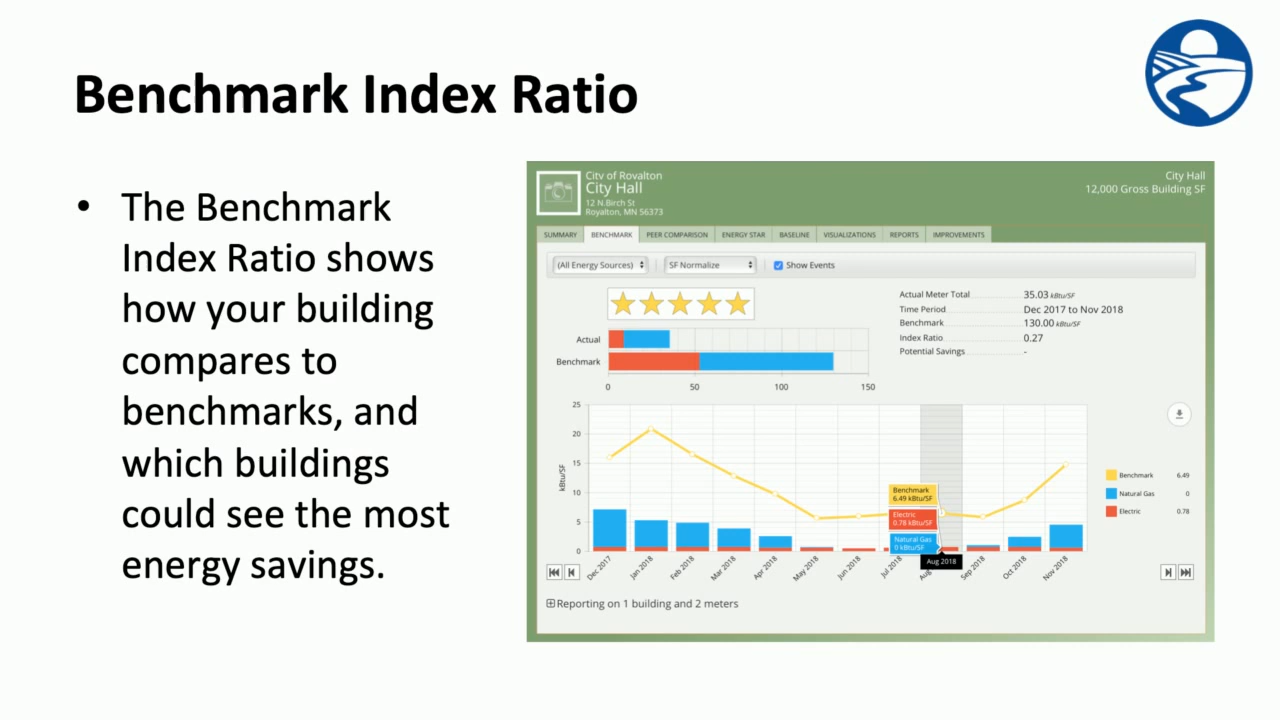 Benchmark Index Ratio
• The Benchmark
Index Ratio shows
how your building
compares to
benchmarks, and
which buildings
could see the most
energy savings.
City of Royalton
City Hall
12 N Birch St
Royalton, MN 56373
City Hall
12,000 Gross Building SF
SUMMARY BENCHMARK PEER COMPARISON ENERGY STAR BASELINE VISUALIZATIONS REPORTS IMPROVEMENTS
(All Energy Sources) SF Normalize Show Events
Actual Meter Total 35.03 kBtu/SF
Time Period Dec 2017 to Nov 2018
Benchmark 130.00 kBtu/SF
Index Ratio 0.27
Potential Savings -
Actual
Benchmark
0 50 100 150
25
20
15
10
5
0
kBtu/SF
Benchmark
6.49 kBtu/SF
Electric
0.78 kBtu/SF
Natural Gas
0 kBtu/SF
Aug 2018
Dec 2017 Jan 2018 Feb 2018 Mar 2018 Apr 2018 May 2018 Jun 2018 Jul 2018 Aug Sep 2018 Oct 2018 Nov 2018
Benchmark 6.49
Natural Gas 0
Electric 0.78
Reporting on 1 building and 2 meters